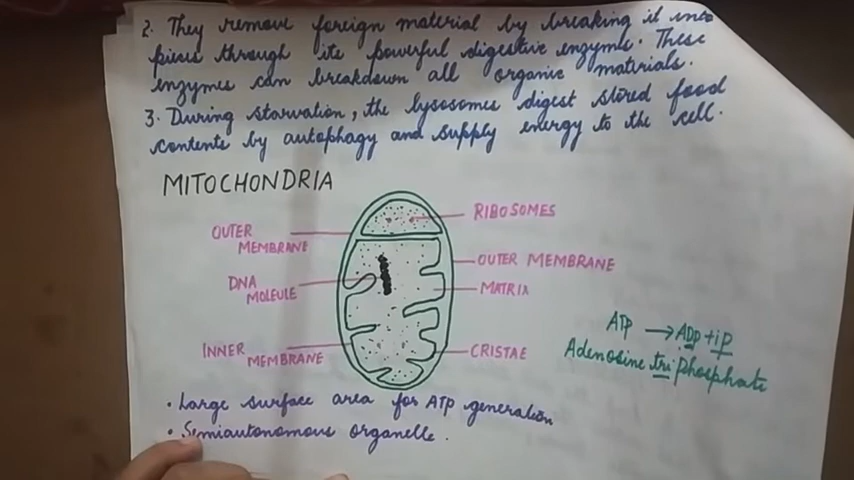 2. They remove foreign material by breaking it into
pieces through its powerful digestive enzymes. These
enzymes can breakdown all organic materials.
3. During starvation, the lysosomes digest stored food
contents by autophagy and supply energy to the cell.
MITOCHONDRIA
RIBOSOMES
OUTER
MEMBRANE
OUTER MEMBRANE
DNA
MOLEULE
MATRIX
INNER
MEMBRANE
CRISTAE
ATP → ADP + iP
Adenosine tri phosphate
• Large surface area for ATP generation
• Semiautonomous organelle.